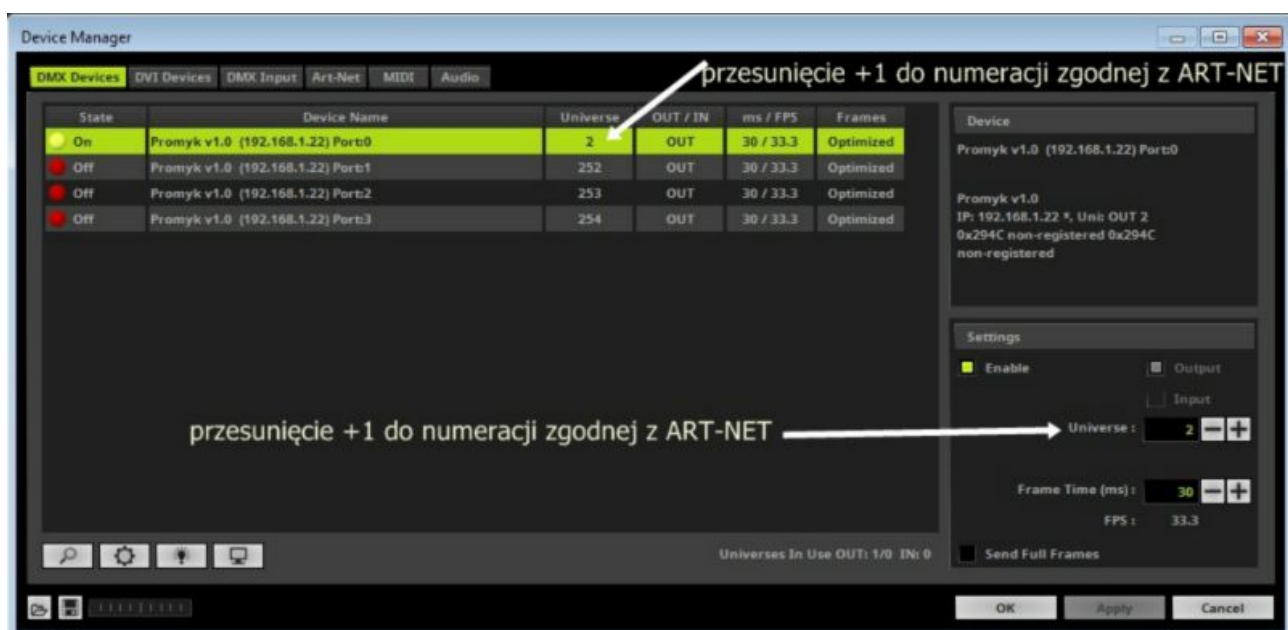 Device Manager
DMX Devices DVI Devices DMX Input Art-Net MIDI Audio
przesunięcie +1 do numeracji zgodnej z ART-NET
State Device Name Universe OUT / IN ms / FPS Frames
On Promyk v1.0 (192.168.1.22) Port:0 2 OUT 30 / 33.3 Optimized
Off Promyk v1.0 (192.168.1.22) Port:1 252 OUT 30 / 33.3 Optimized
Off Promyk v1.0 (192.168.1.22) Port:2 253 OUT 30 / 33.3 Optimized
Off Promyk v1.0 (192.168.1.22) Port:3 254 OUT 30 / 33.3 Optimized
Device
Promyk v1.0 (192.168.1.22) Port:0
Promyk v1.0
IP: 192.168.1.22 *, Uni: OUT 2
0x294C non-registered 0x294C
non-registered
Settings
Enable Output
Input
przesunięcie +1 do numeracji zgodnej z ART-NET
Universe : 2
Frame Time (ms) : 30
FPS : 33.3
Universes In Use OUT: 1/0 IN: 0
Send Full Frames
OK Apply Cancel